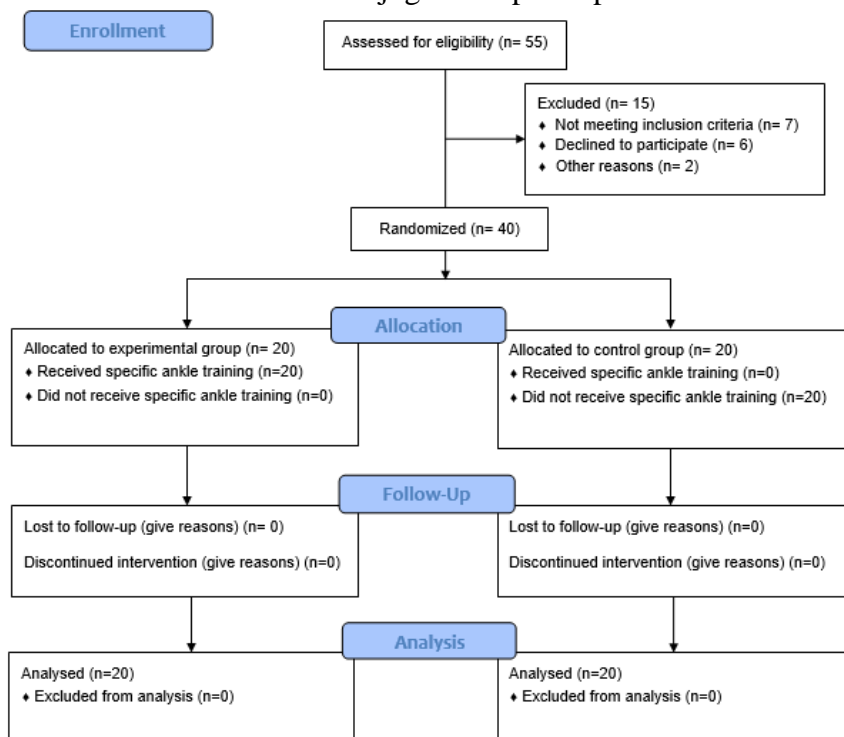 Enrollment
Assessed for eligibility (n= 55)
Excluded (n= 15)
♦ Not meeting inclusion criteria (n= 7)
♦ Declined to participate (n= 6)
♦ Other reasons (n= 2)
Randomized (n= 40)
Allocation
Allocated to experimental group (n= 20)
♦ Received specific ankle training (n=20)
♦ Did not receive specific ankle training (n=0)
Allocated to control group (n= 20)
♦ Received specific ankle training (n=0)
♦ Did not receive specific ankle training (n=20)
Follow-Up
Lost to follow-up (give reasons) (n= 0)
Discontinued intervention (give reasons) (n=0)
Lost to follow-up (give reasons) (n=0)
Discontinued intervention (give reasons) (n=0)
Analysis
Analysed (n=20)
♦ Excluded from analysis (n=0)
Analysed (n=20)
♦ Excluded from analysis (n=0)